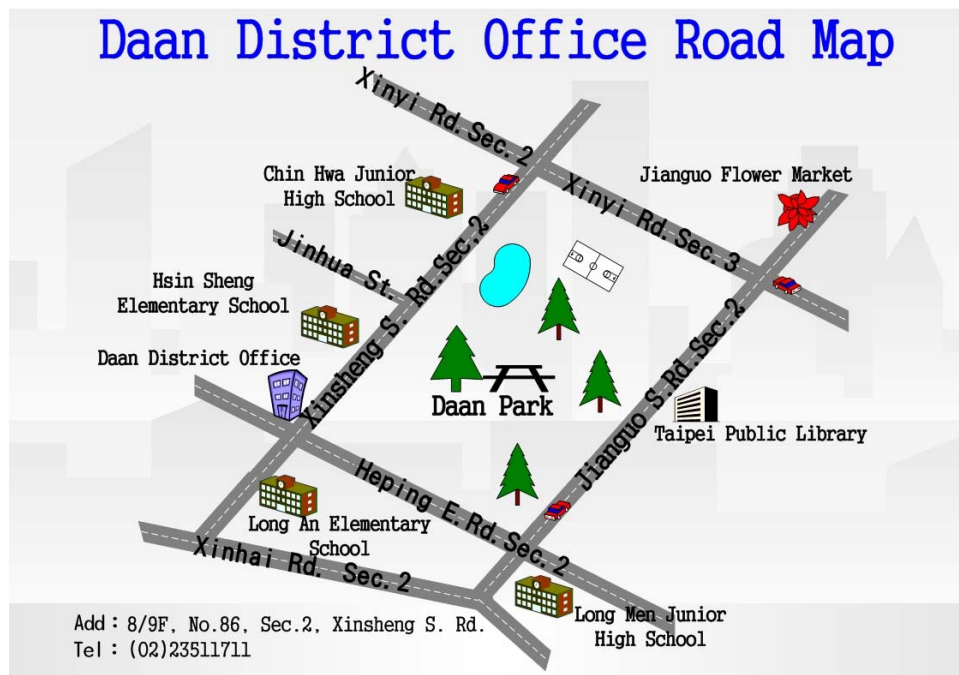 Daan District Office Road Map
Xinyi Rd. Sec. 2
Chin Hwa Junior
High School
Jianguo Flower Market
Xinyi Rd. Sec. 3
Jinhua St.
Xinsheng S. Rd. Sec, 2
Hsin Sheng
Elementary School
Daan District Office
Daan Park
Jianguo S. Rd. Sec. 2
Taipei Public Library
Heping E. Rd. Sec. 2
Long An Elementary
School
Xinhai Rd. Sec. 2
Long Men Junior
High School
Add : 8/9F, No.86, Sec.2, Xinsheng S. Rd.
Tel : (02)23511711